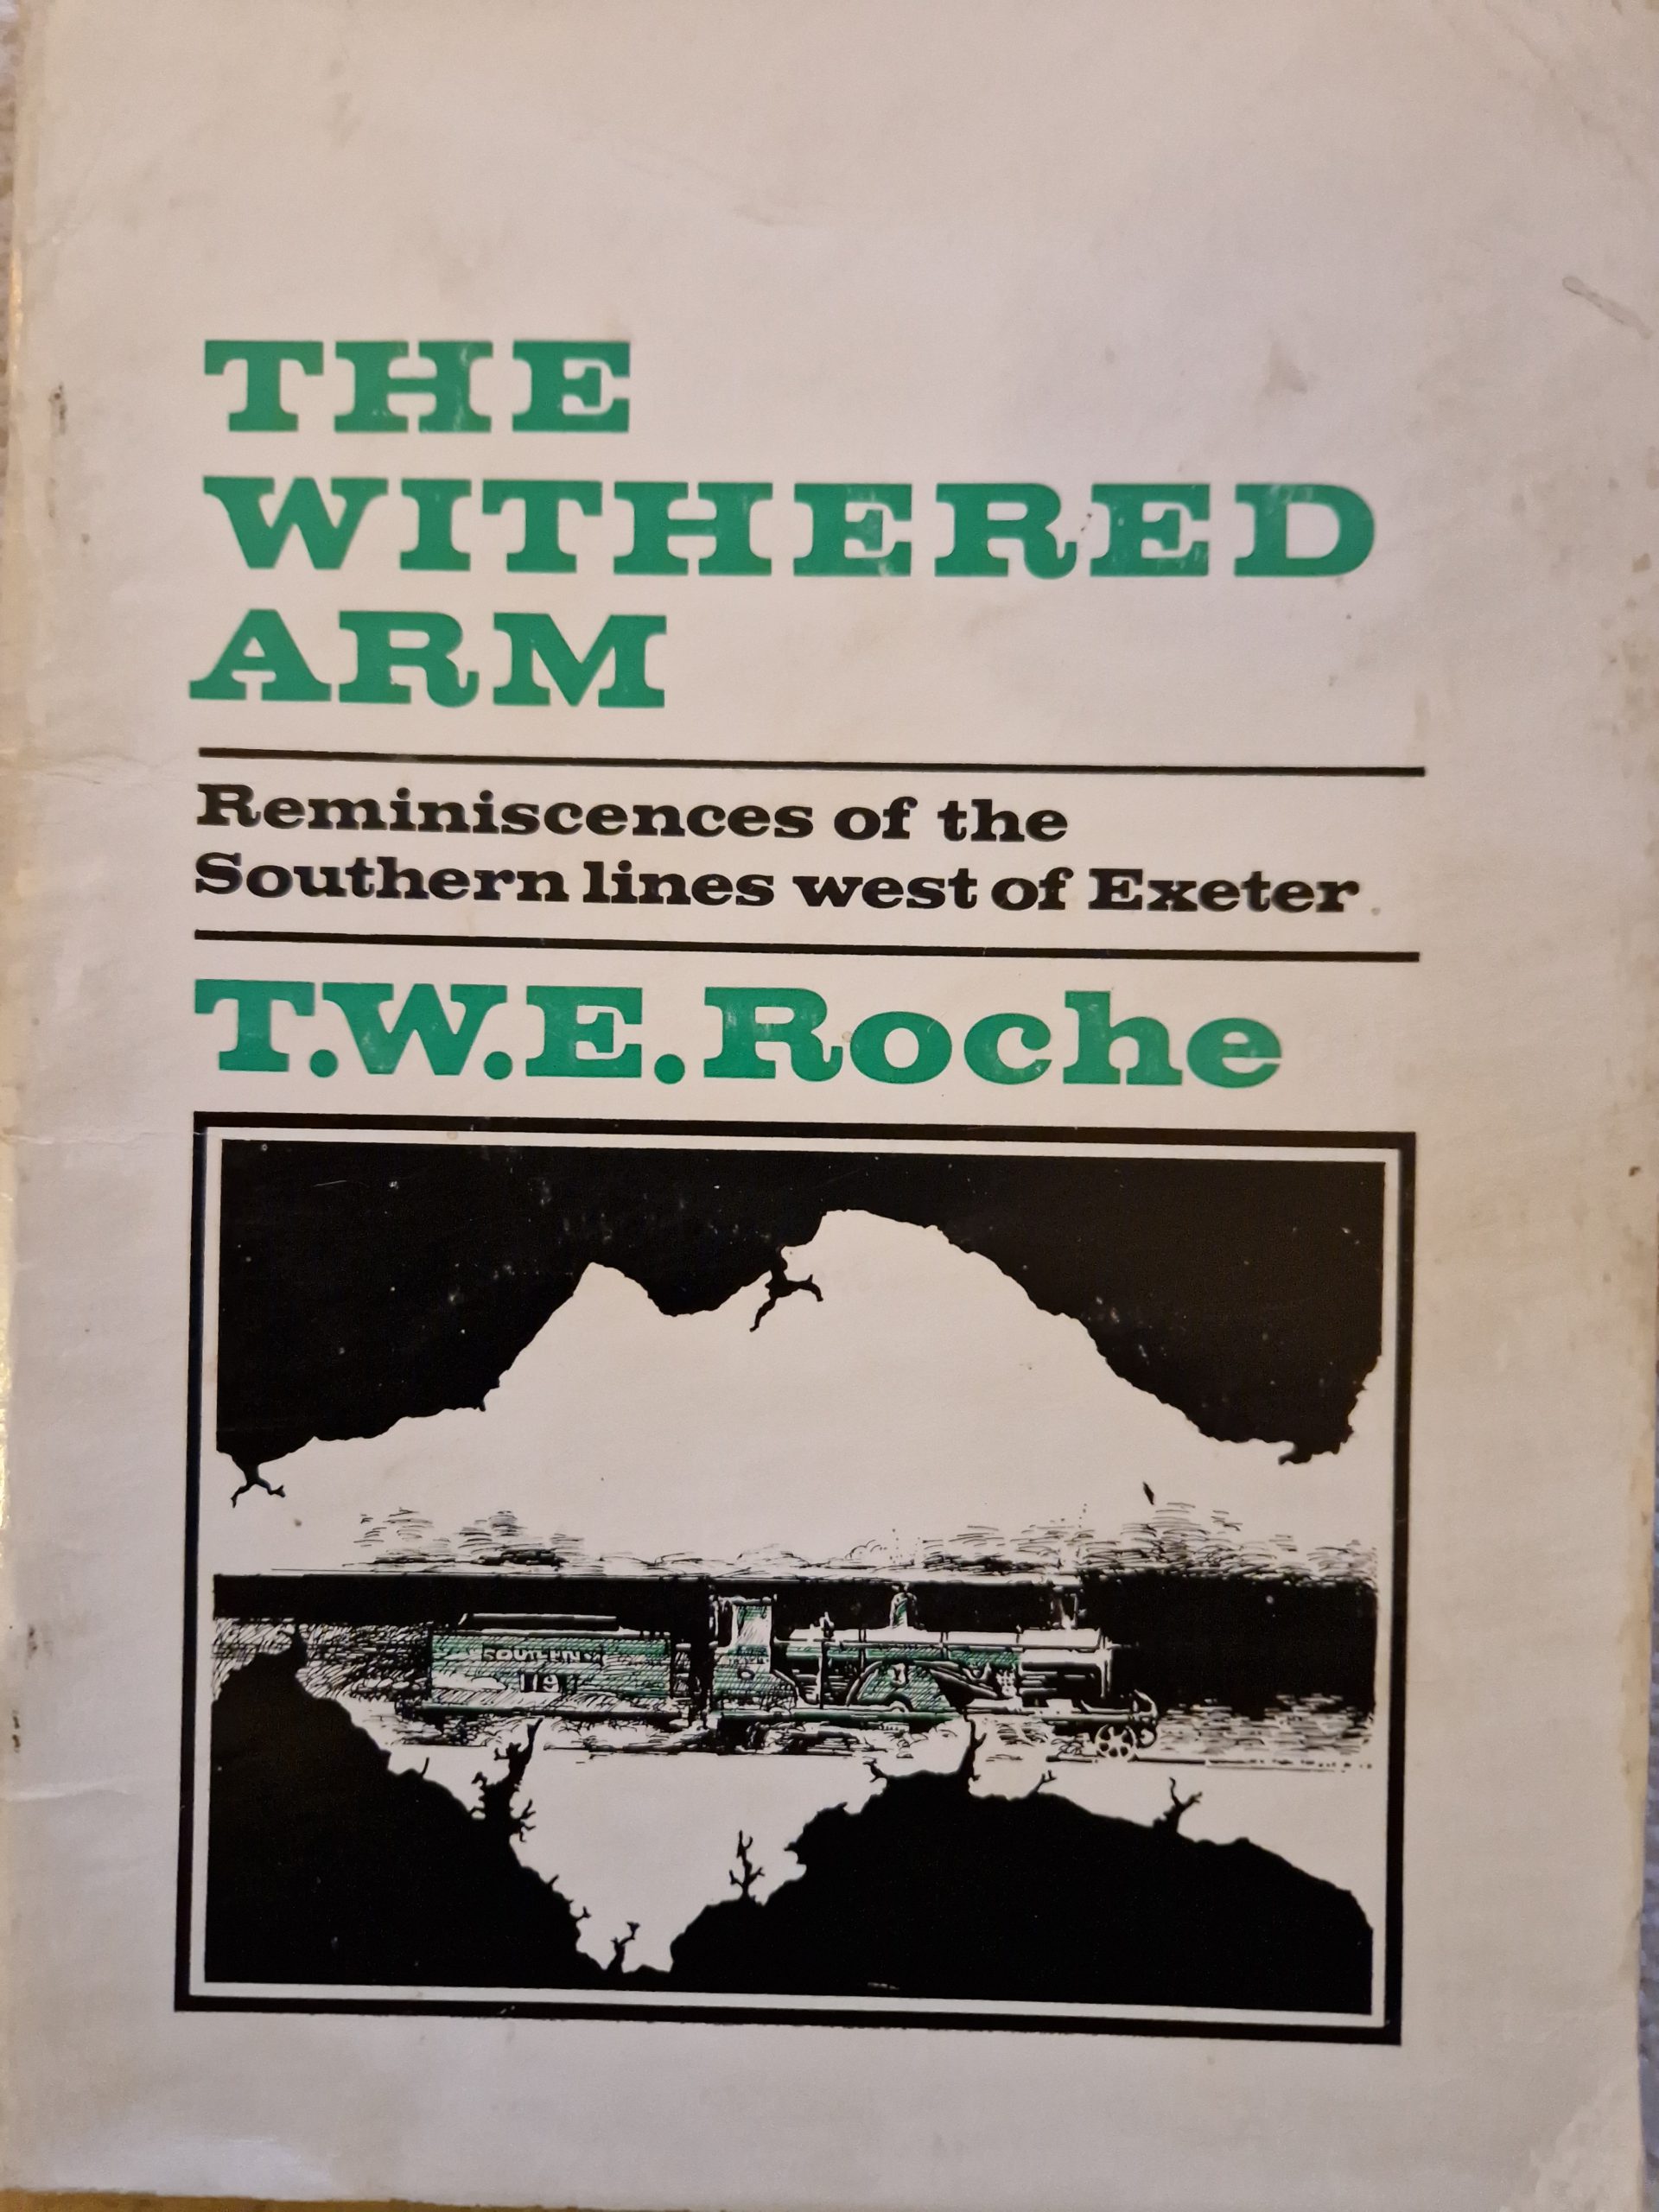 THE
WITHERED
ARM
Reminiscences of the
Southern lines west of Exeter
T.W.E. Roche